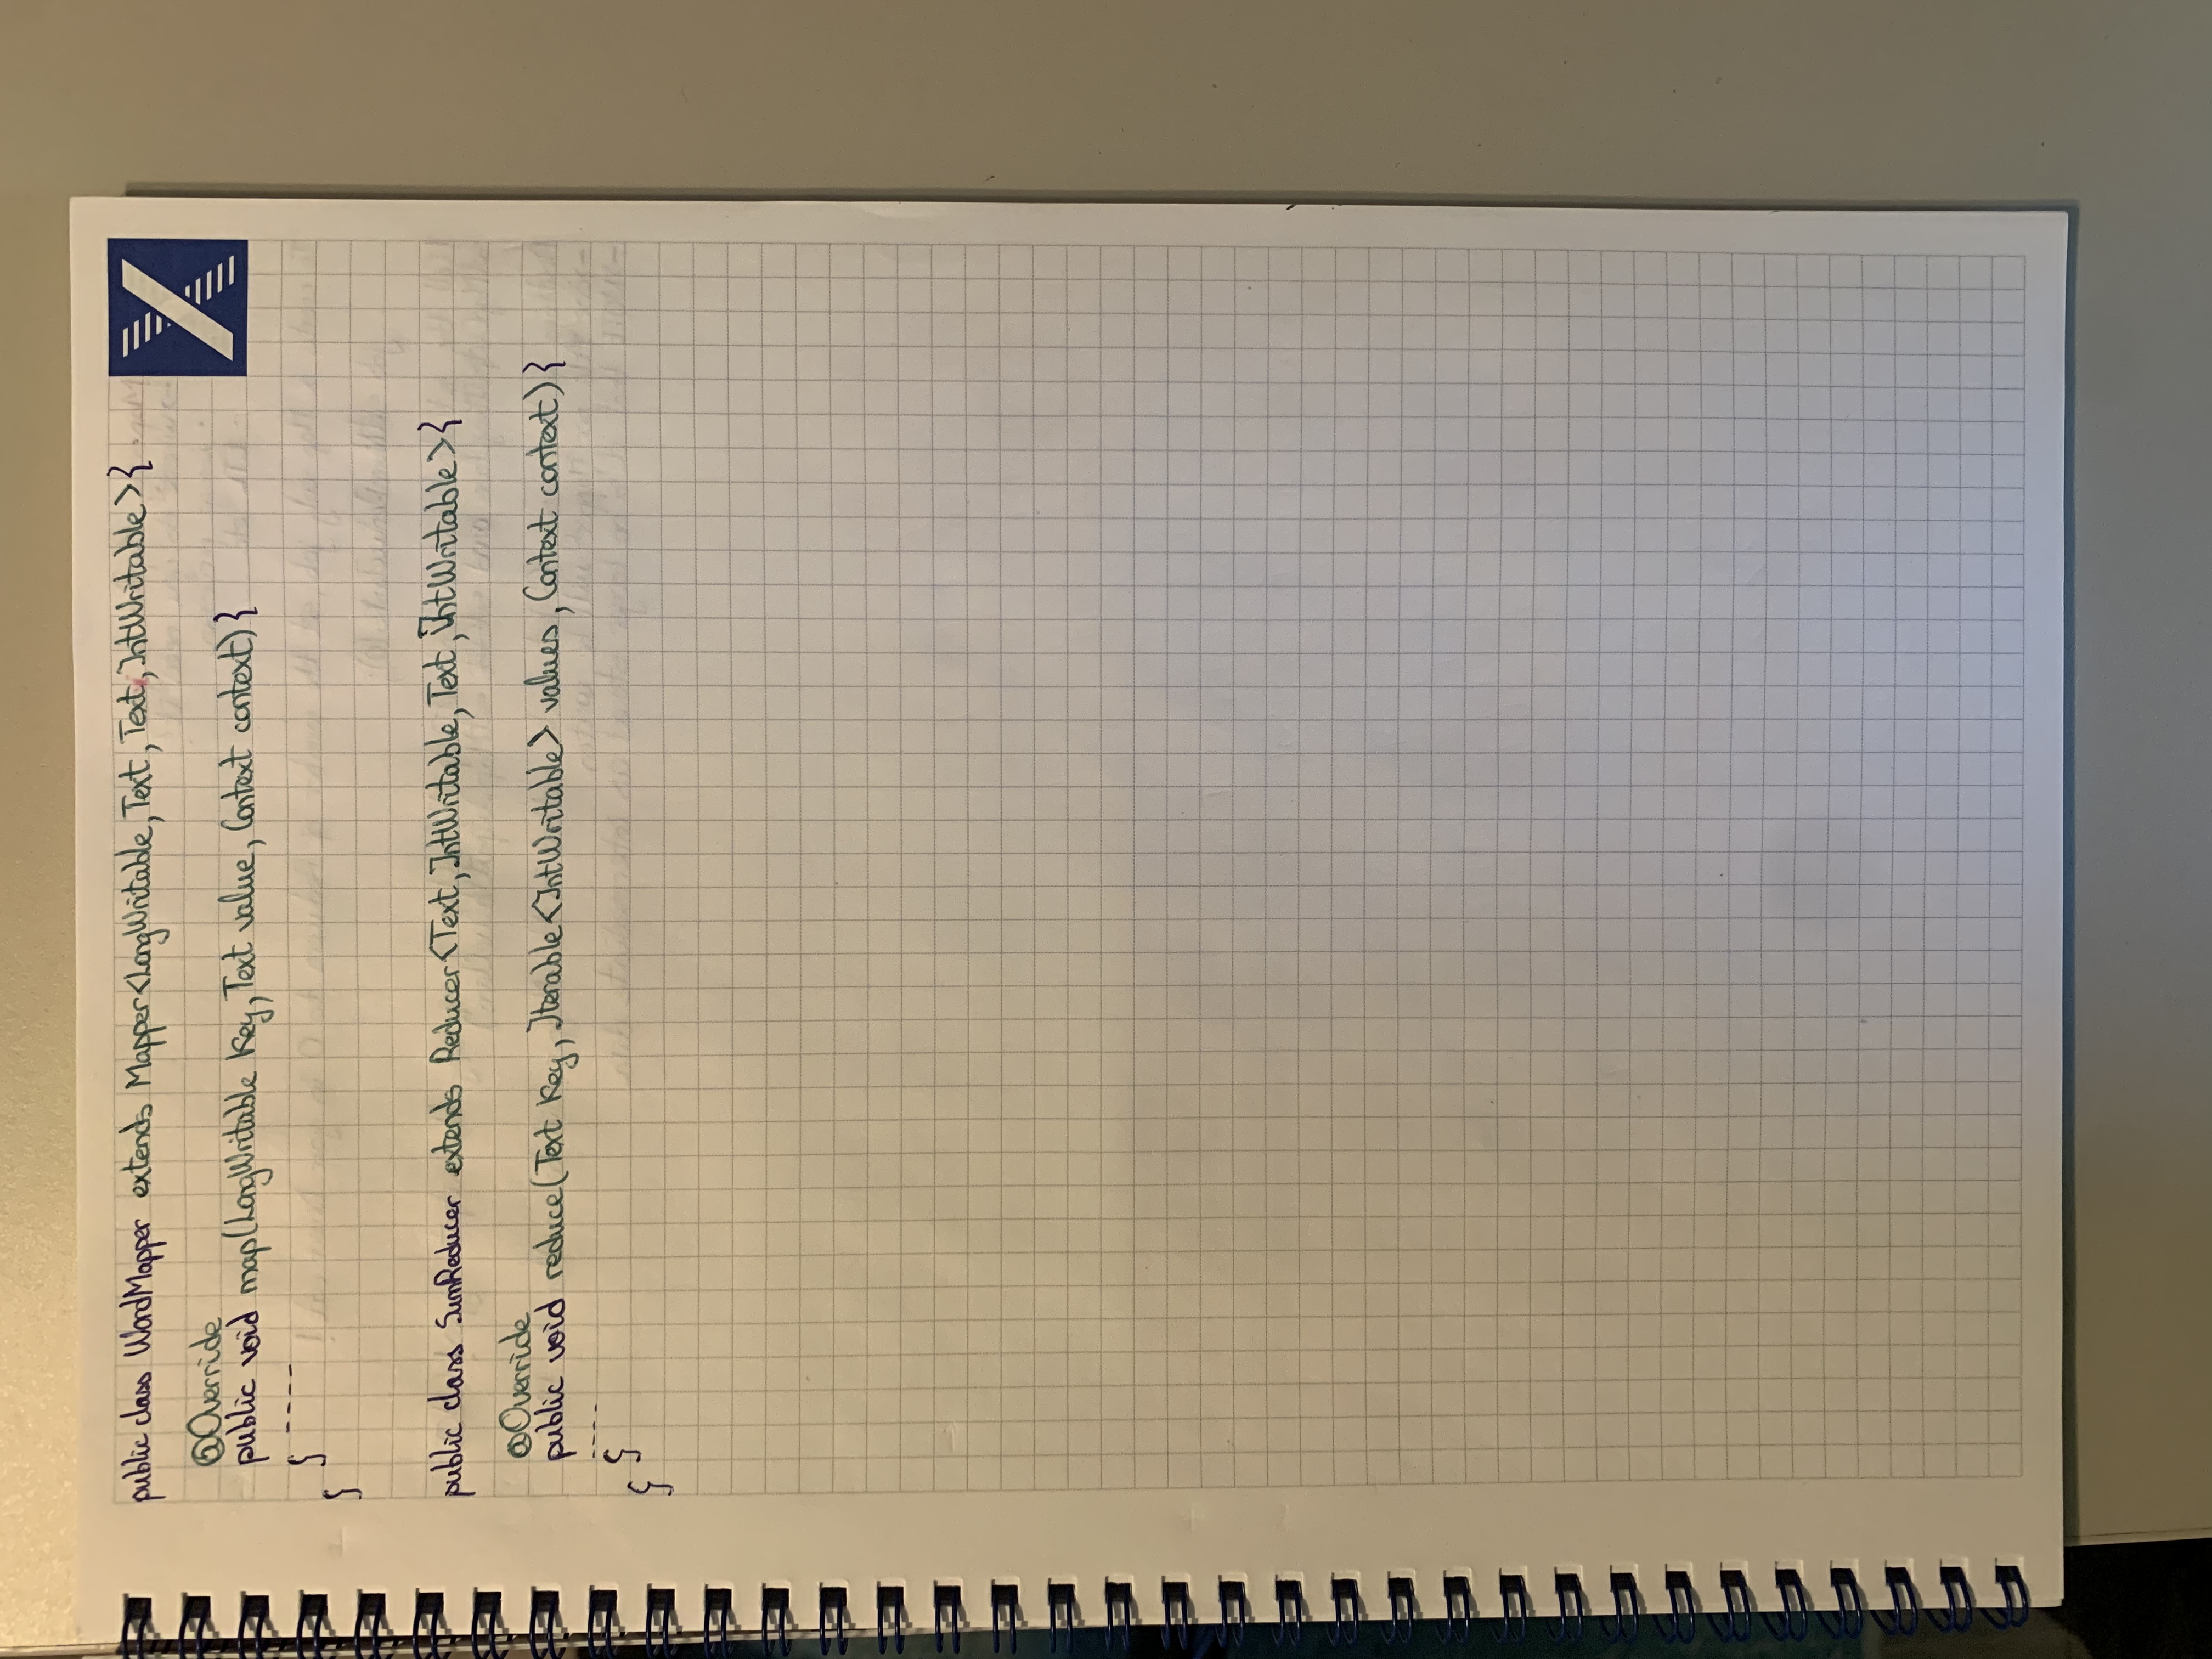 public class WordMapper extends Mapper<LongWritable, Text, Text, IntWritable>{
@Override
public void map(LongWritable Key, Text value, Context context){
-----
}
}
public class SumReducer extends Reducer<Text, IntWritable, Text, IntWritable>{
@Override
public void reduce(Text Key, Iterable<IntWritable> values, Context context){
----
}
}